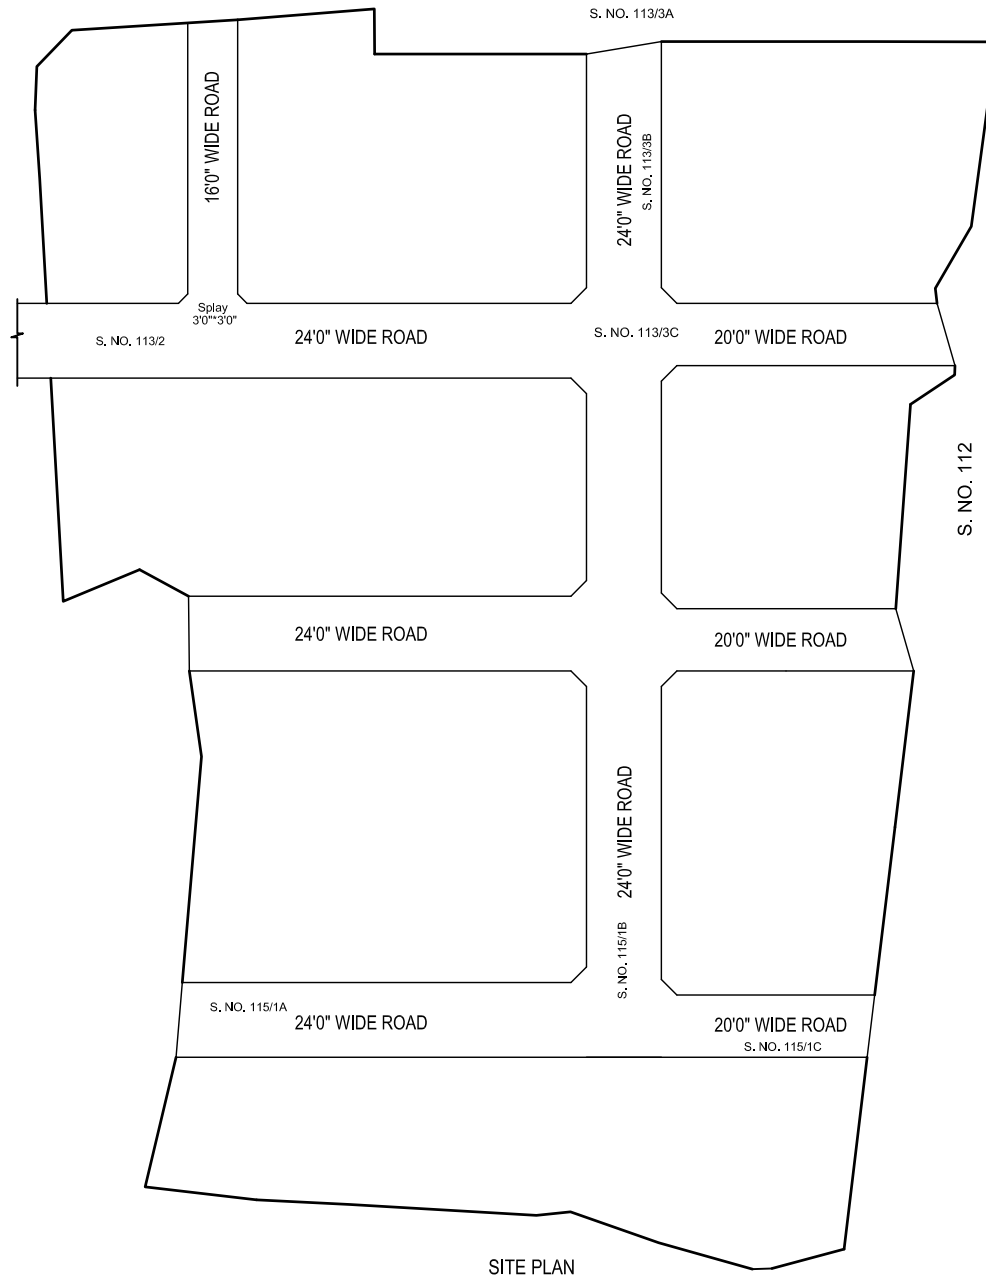 S. NO. 113/3A
16'0" WIDE ROAD
24'0" WIDE ROAD
S. NO. 113/3B
Splay
3'0"*3'0"
S. NO. 113/2
24'0" WIDE ROAD
S. NO. 113/3C
20'0" WIDE ROAD
S. NO. 112
24'0" WIDE ROAD
20'0" WIDE ROAD
24'0" WIDE ROAD
S. NO. 115/1B
S. NO. 115/1A
24'0" WIDE ROAD
20'0" WIDE ROAD
S. NO. 115/1C
SITE PLAN